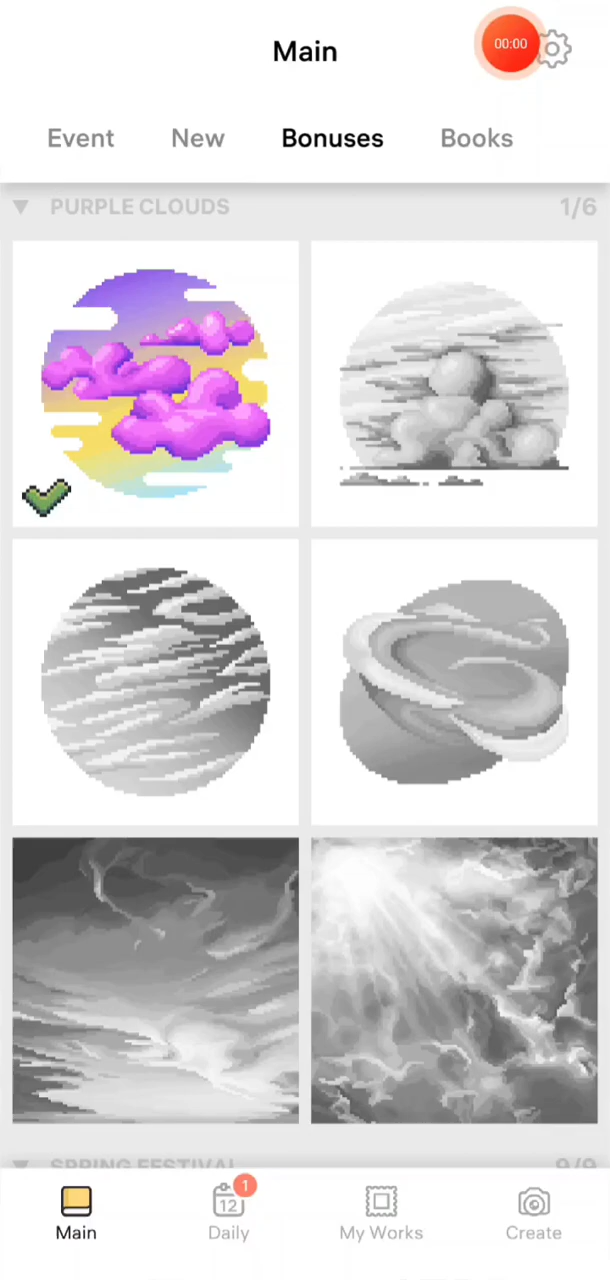 Main
00:00
Event New Bonuses Books
PURPLE CLOUDS 1/6
SPRING FESTIVAL 9/9
1
12
Main Daily My Works Create